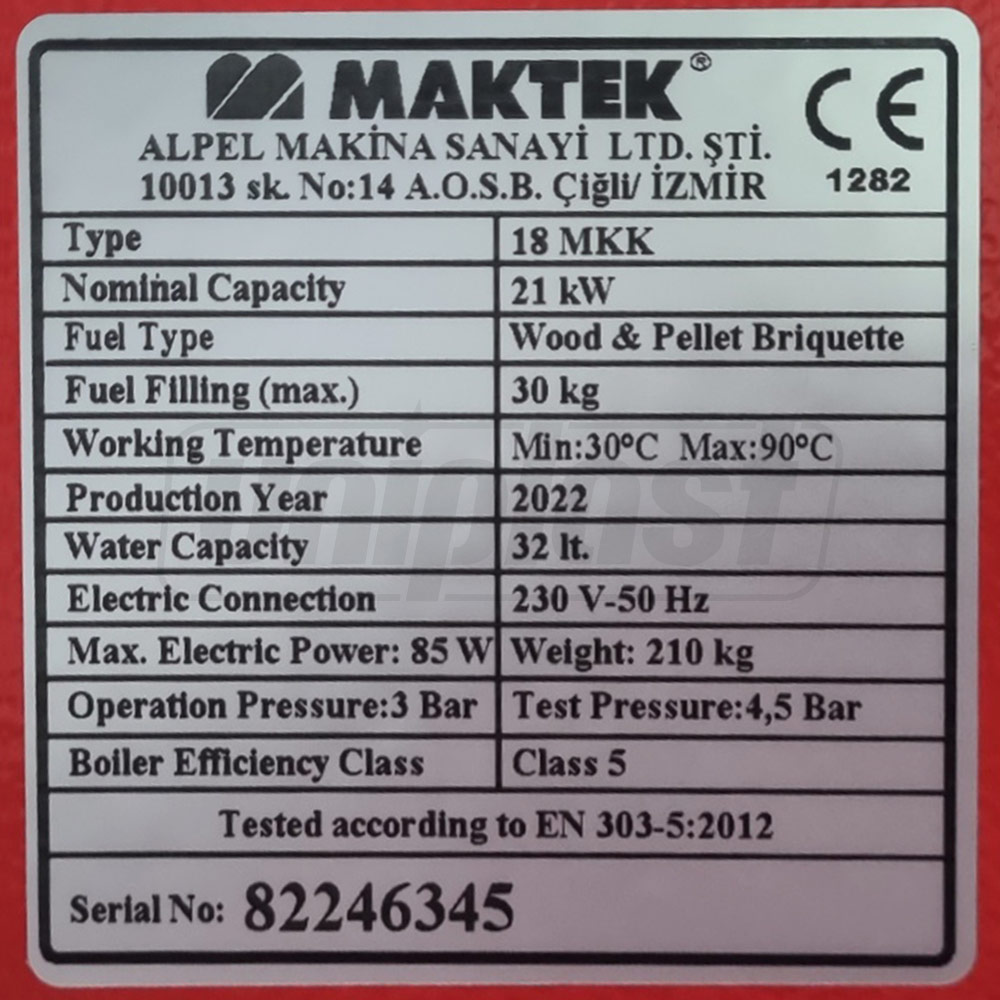 MAKTEK®
CE
ALPEL MAKİNA SANAYİ LTD. ŞTİ.
10013 sk. No:14 A.O.S.B. Çiğli/ İZMİR
1282
Type 18 MKK
Nominal Capacity 21 kW
Fuel Type Wood & Pellet Briquette
Fuel Filling (max.) 30 kg
Working Temperature Min:30°C Max:90°C
Production Year 2022
Water Capacity 32 lt.
Electric Connection 230 V-50 Hz
Max. Electric Power: 85 W Weight: 210 kg
Operation Pressure:3 Bar Test Pressure:4,5 Bar
Boiler Efficiency Class Class 5
Tested according to EN 303-5:2012
Serial No: 82246345